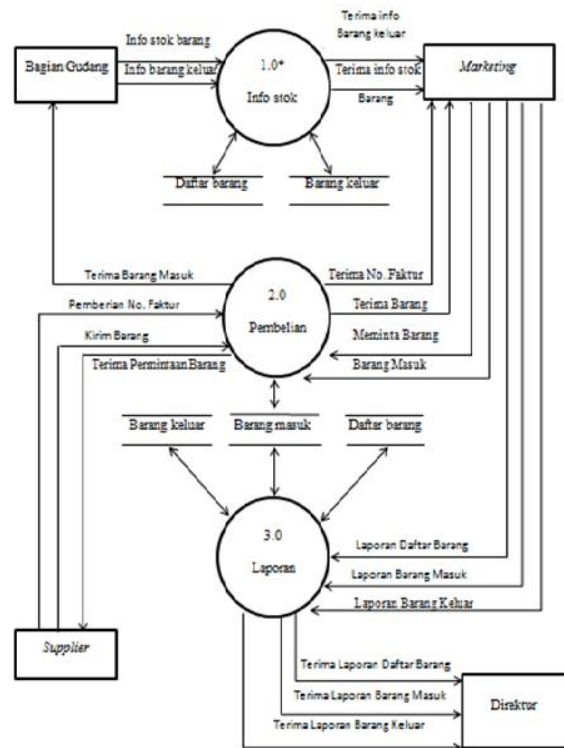 Terima info
Barang keluar
Info stok barang
Bagian Gudang
Info barang keluar
1.0*
Info stok
Terima info stok
Barang
Marketing
Daftar barang
Barang keluar
Terima Barang Masuk
Terima No. Faktur
Pemberian No. Faktur
2.0
Pembelian
Terima Barang
Kirim Barang
Meminta Barang
Terima Permintaan Barang
Barang Masuk
Barang keluar
Barang masuk
Daftar barang
3.0
Laporan
Laporan Daftar Barang
Laporan Barang Masuk
Laporan Barang Keluar
Supplier
Terima Laporan Daftar Barang
Terima Laporan Barang Masuk
Terima Laporan Barang Keluar
Direktur